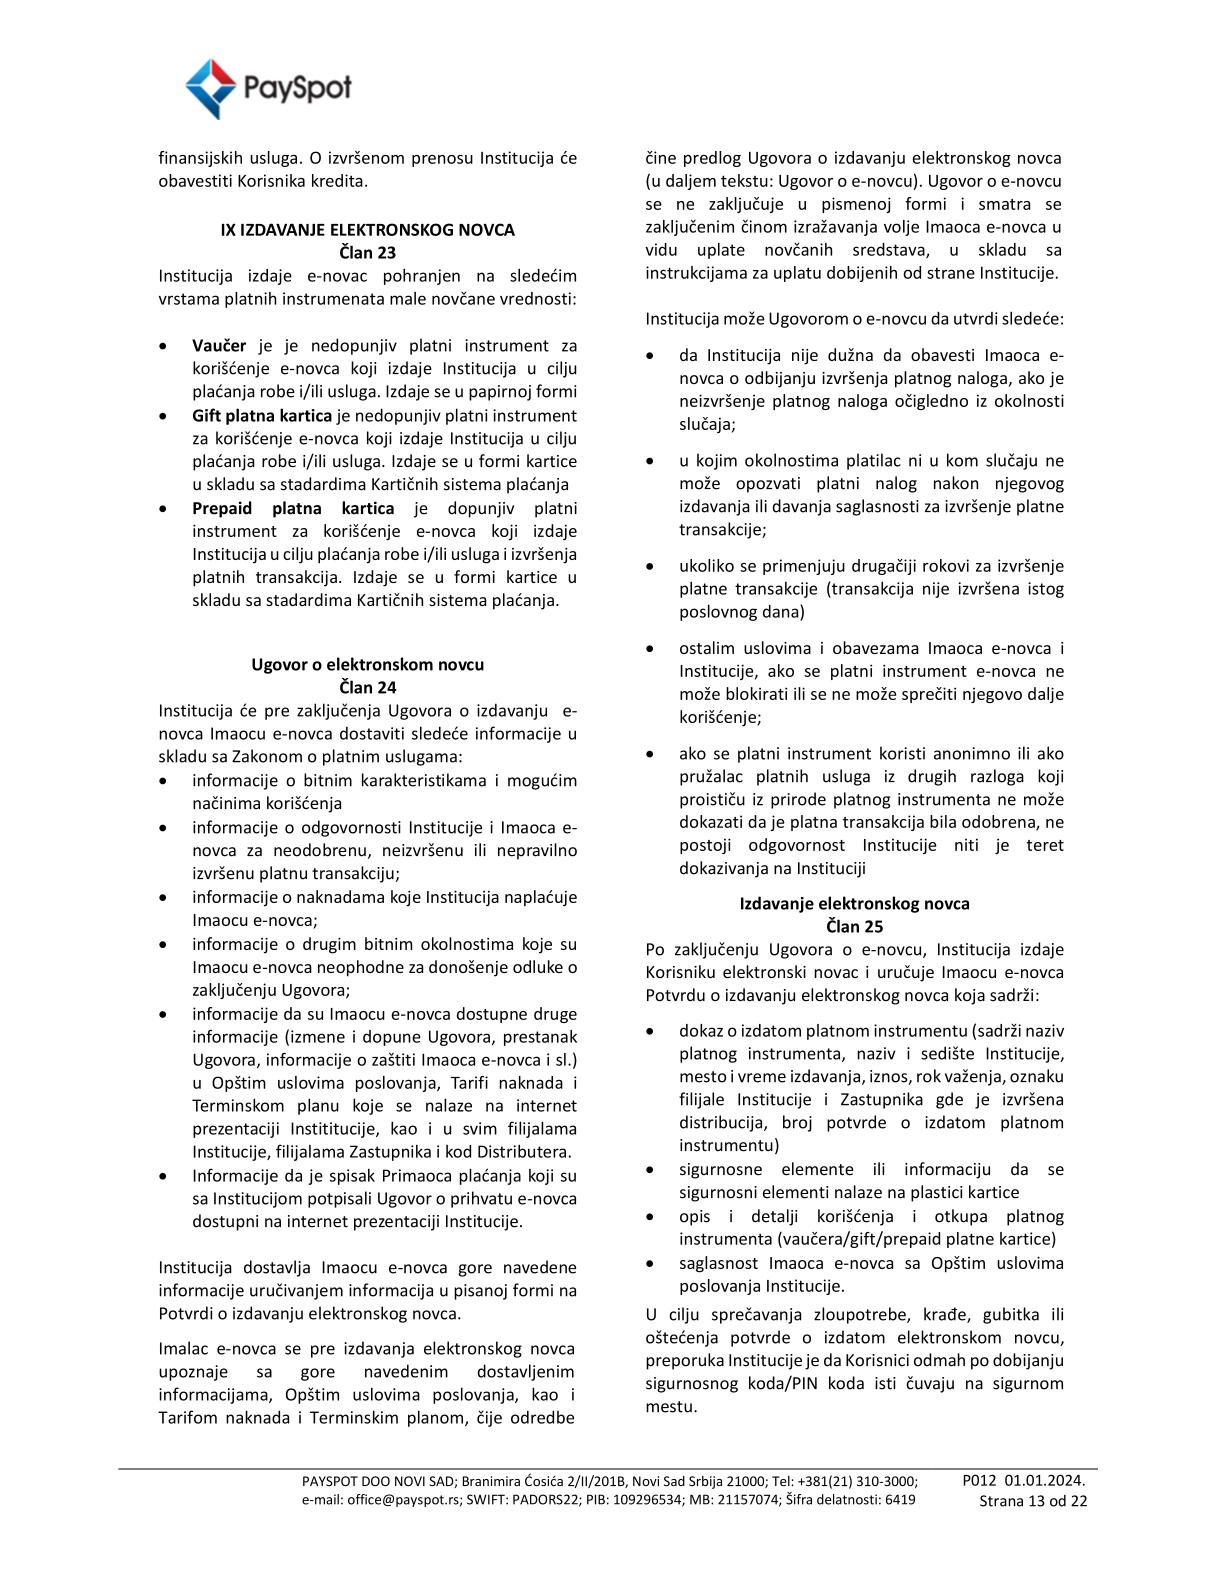 PaySpot
finansijskih usluga. O izvršenom prenosu Institucija će
obavestiti Korisnika kredita.
IX IZDAVANJE ELEKTRONSKOG NOVCA
Član 23
Institucija izdaje e-novac pohranjen na sledećim
vrstama platnih instrumenata male novčane vrednosti:
• Vaučer je je nedopunjiv platni instrument za
korišćenje e-novca koji izdaje Institucija u cilju
plaćanja robe i/ili usluga. Izdaje se u papirnoj formi
• Gift platna kartica je nedopunjiv platni instrument
za korišćenje e-novca koji izdaje Institucija u cilju
plaćanja robe i/ili usluga. Izdaje se u formi kartice
u skladu sa stadardima Kartičnih sistema plaćanja
• Prepaid platna kartica je dopunjiv platni
instrument za korišćenje e-novca koji izdaje
Institucija u cilju plaćanja robe i/ili usluga i izvršenja
platnih transakcija. Izdaje se u formi kartice u
skladu sa stadardima Kartičnih sistema plaćanja.
Ugovor o elektronskom novcu
Član 24
Institucija će pre zaključenja Ugovora o izdavanju e-
novca Imaocu e-novca dostaviti sledeće informacije u
skladu sa Zakonom o platnim uslugama:
• informacije o bitnim karakteristikama i mogućim
načinima korišćenja
• informacije o odgovornosti Institucije i Imaoca e-
novca za neodobrenu, neizvršenu ili nepravilno
izvršenu platnu transakciju;
• informacije o naknadama koje Institucija naplaćuje
Imaocu e-novca;
• informacije o drugim bitnim okolnostima koje su
Imaocu e-novca neophodne za donošenje odluke o
zaključenju Ugovora;
• informacije da su Imaocu e-novca dostupne druge
informacije (izmene i dopune Ugovora, prestanak
Ugovora, informacije o zaštiti Imaoca e-novca i sl.)
u Opštim uslovima poslovanja, Tarifi naknada i
Terminskom planu koje se nalaze na internet
prezentaciji Instititucije, kao i u svim filijalama
Institucije, filijalama Zastupnika i kod Distributera.
• Informacije da je spisak Primaoca plaćanja koji su
sa Institucijom potpisali Ugovor o prihvatu e-novca
dostupni na internet prezentaciji Institucije.
Institucija dostavlja Imaocu e-novca gore navedene
informacije uručivanjem informacija u pisanoj formi na
Potvrdi o izdavanju elektronskog novca.
Imalac e-novca se pre izdavanja elektronskog novca
upoznaje sa gore navedenim dostavljenim
informacijama, Opštim uslovima poslovanja, kao i
Tarifom naknada i Terminskim planom, čije odredbe
čine predlog Ugovora o izdavanju elektronskog novca
(u daljem tekstu: Ugovor o e-novcu). Ugovor o e-novcu
se ne zaključuje u pismenoj formi i smatra se
zaključenim činom izražavanja volje Imaoca e-novca u
vidu uplate novčanih sredstava, u skladu sa
instrukcijama za uplatu dobijenih od strane Institucije.
Institucija može Ugovorom o e-novcu da utvrdi sledeće:
• da Institucija nije dužna da obavesti Imaoca e-
novca o odbijanju izvršenja platnog naloga, ako je
neizvršenje platnog naloga očigledno iz okolnosti
slučaja;
• u kojim okolnostima platilac ni u kom slučaju ne
može opozvati platni nalog nakon njegovog
izdavanja ili davanja saglasnosti za izvršenje platne
transakcije;
• ukoliko se primenjuju drugačiji rokovi za izvršenje
platne transakcije (transakcija nije izvršena istog
poslovnog dana)
• ostalim uslovima i obavezama Imaoca e-novca i
Institucije, ako se platni instrument e-novca ne
može blokirati ili se ne može sprečiti njegovo dalje
korišćenje;
• ako se platni instrument koristi anonimno ili ako
pružalac platnih usluga iz drugih razloga koji
proističu iz prirode platnog instrumenta ne može
dokazati da je platna transakcija bila odobrena, ne
postoji odgovornost Institucije niti je teret
dokazivanja na Instituciji
Izdavanje elektronskog novca
Član 25
Po zaključenju Ugovora o e-novcu, Institucija izdaje
Korisniku elektronski novac i uručuje Imaocu e-novca
Potvrdu o izdavanju elektronskog novca koja sadrži:
• dokaz o izdatom platnom instrumentu (sadrži naziv
platnog instrumenta, naziv i sedište Institucije,
mesto i vreme izdavanja, iznos, rok važenja, oznaku
filijale Institucije i Zastupnika gde je izvršena
distribucija, broj potvrde o izdatom platnom
instrumentu)
• sigurnosne elemente ili informaciju da se
sigurnosni elementi nalaze na plastici kartice
• opis i detalji korišćenja i otkupa platnog
instrumenta (vaučera/gift/prepaid platne kartice)
• saglasnost Imaoca e-novca sa Opštim uslovima
poslovanja Institucije.
U cilju sprečavanja zloupotrebe, krađe, gubitka ili
oštećenja potvrde o izdatom elektronskom novcu,
preporuka Institucije je da Korisnici odmah po dobijanju
sigurnosnog koda/PIN koda isti čuvaju na sigurnom
mestu.
PAYSPOT DOO NOVI SAD; Branimira Ćosića 2/II/201B, Novi Sad Srbija 21000; Tel: +381(21) 310-3000;
e-mail: office@payspot.rs; SWIFT: PADORS22; PIB: 109296534; MB: 21157074; Šifra delatnosti: 6419
P012 01.01.2024.
Strana 13 od 22